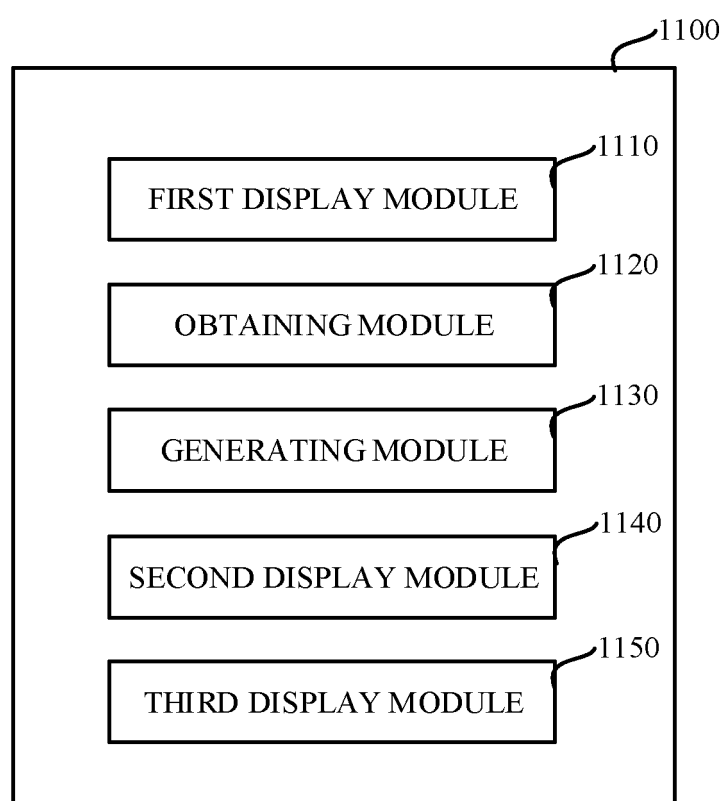 1100
1110
FIRST DISPLAY MODULE
1120
OBTAINING MODULE
1130
GENERATING MODULE
1140
SECOND DISPLAY MODULE
1150
THIRD DISPLAY MODULE